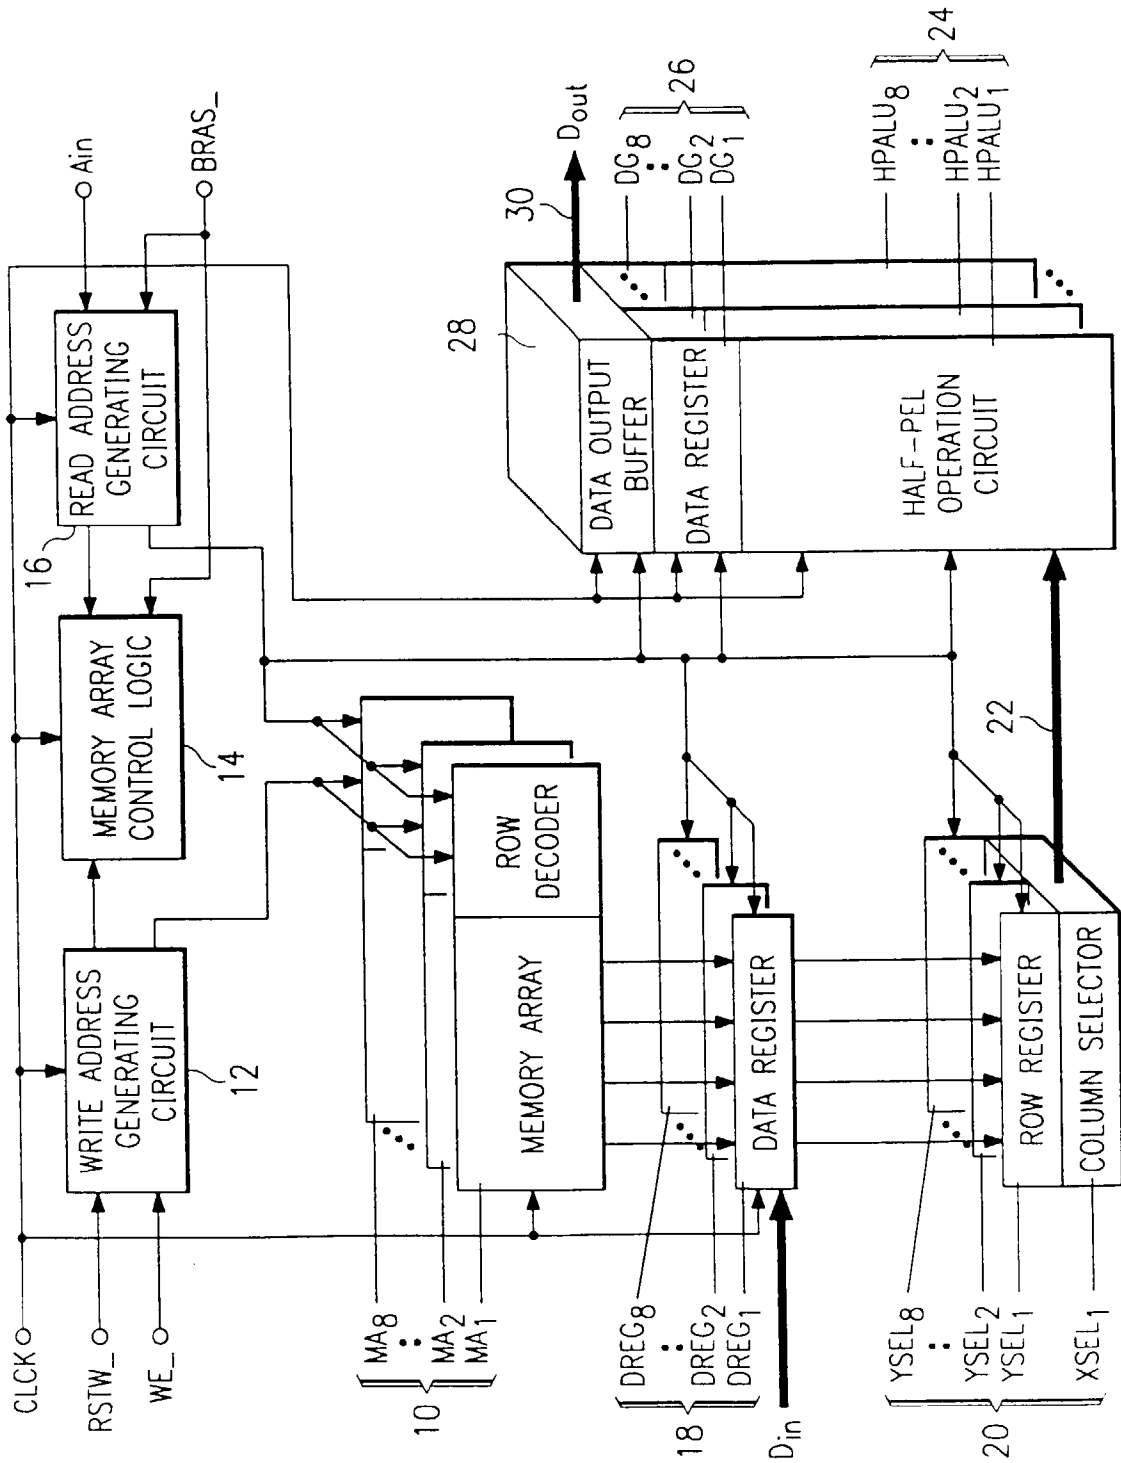 CLCK
RSTW_
WE_
WRITE ADDRESS
GENERATING
CIRCUIT
12
MEMORY ARRAY
CONTROL LOGIC
14
READ ADDRESS
GENERATING
CIRCUIT
16
Ain
BRAS_
MA8
:
MA2
MA1
10
MEMORY ARRAY
ROW
DECODER
DREG8
:
DREG2
DREG1
18
Din
DATA REGISTER
YSEL8
:
YSEL2
YSEL1
XSEL1
20
ROW REGISTER
COLUMN SELECTOR
22
28
DATA OUTPUT
BUFFER
DATA REGISTER
HALF-PEL
OPERATION
CIRCUIT
30
Dout
DG8
:
DG2
DG1
26
HPALU8
:
HPALU2
HPALU1
24